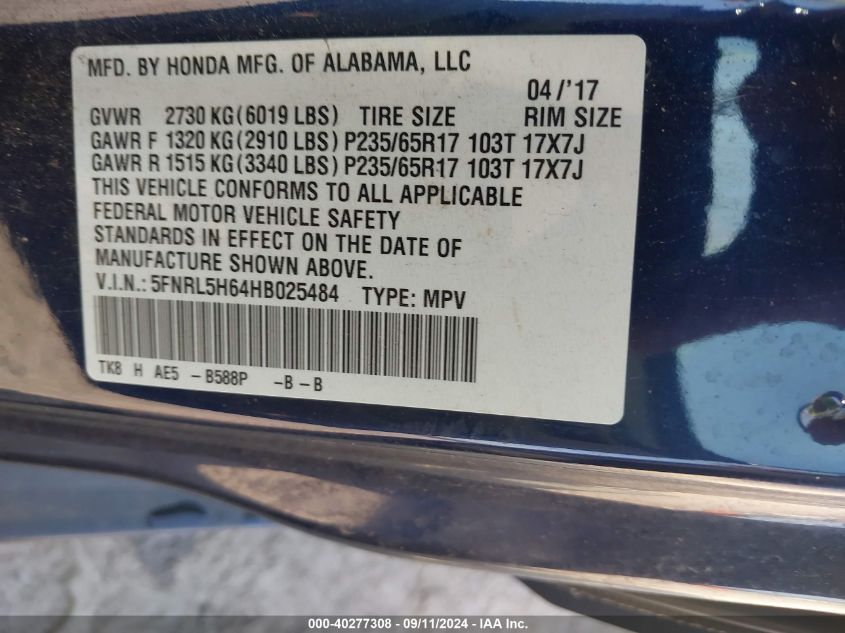 MFD. BY HONDA MFG. OF ALABAMA, LLC
04 /'17
GVWR 2730 KG(6019 LBS) TIRE SIZE RIM SIZE
GAWR F 1320 KG(2910 LBS) P235/65R17 103T 17X7J
GAWR R 1515 KG(3340 LBS) P235/65R17 103T 17X7J
THIS VEHICLE CONFORMS TO ALL APPLICABLE
FEDERAL MOTOR VEHICLE SAFETY
STANDARDS IN EFFECT ON THE DATE OF
MANUFACTURE SHOWN ABOVE.
V.I.N.: 5FNRL5H64HB025484 TYPE: MPV
TK8 H AE5 -B588P -B-B
000-40277308 - 09/11/2024 - IAA Inc.